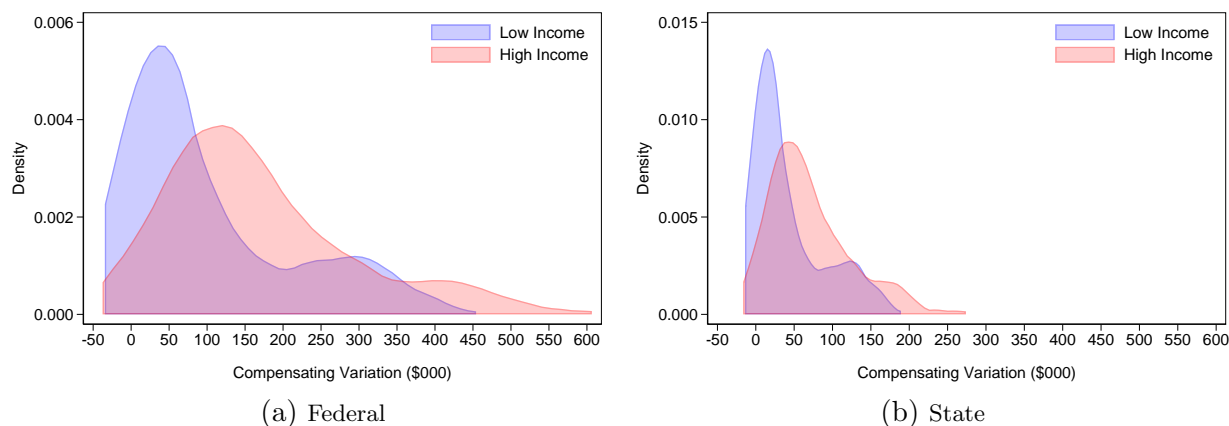 0.006
0.004
0.002
0.000
Density
Low Income
High Income
-50 0 50 100 150 200 250 300 350 400 450 500 550 600
Compensating Variation ($000)
(a) Federal
0.015
0.010
0.005
0.000
Density
Low Income
High Income
-50 0 50 100 150 200 250 300 350 400 450 500 550 600
Compensating Variation ($000)
(b) State